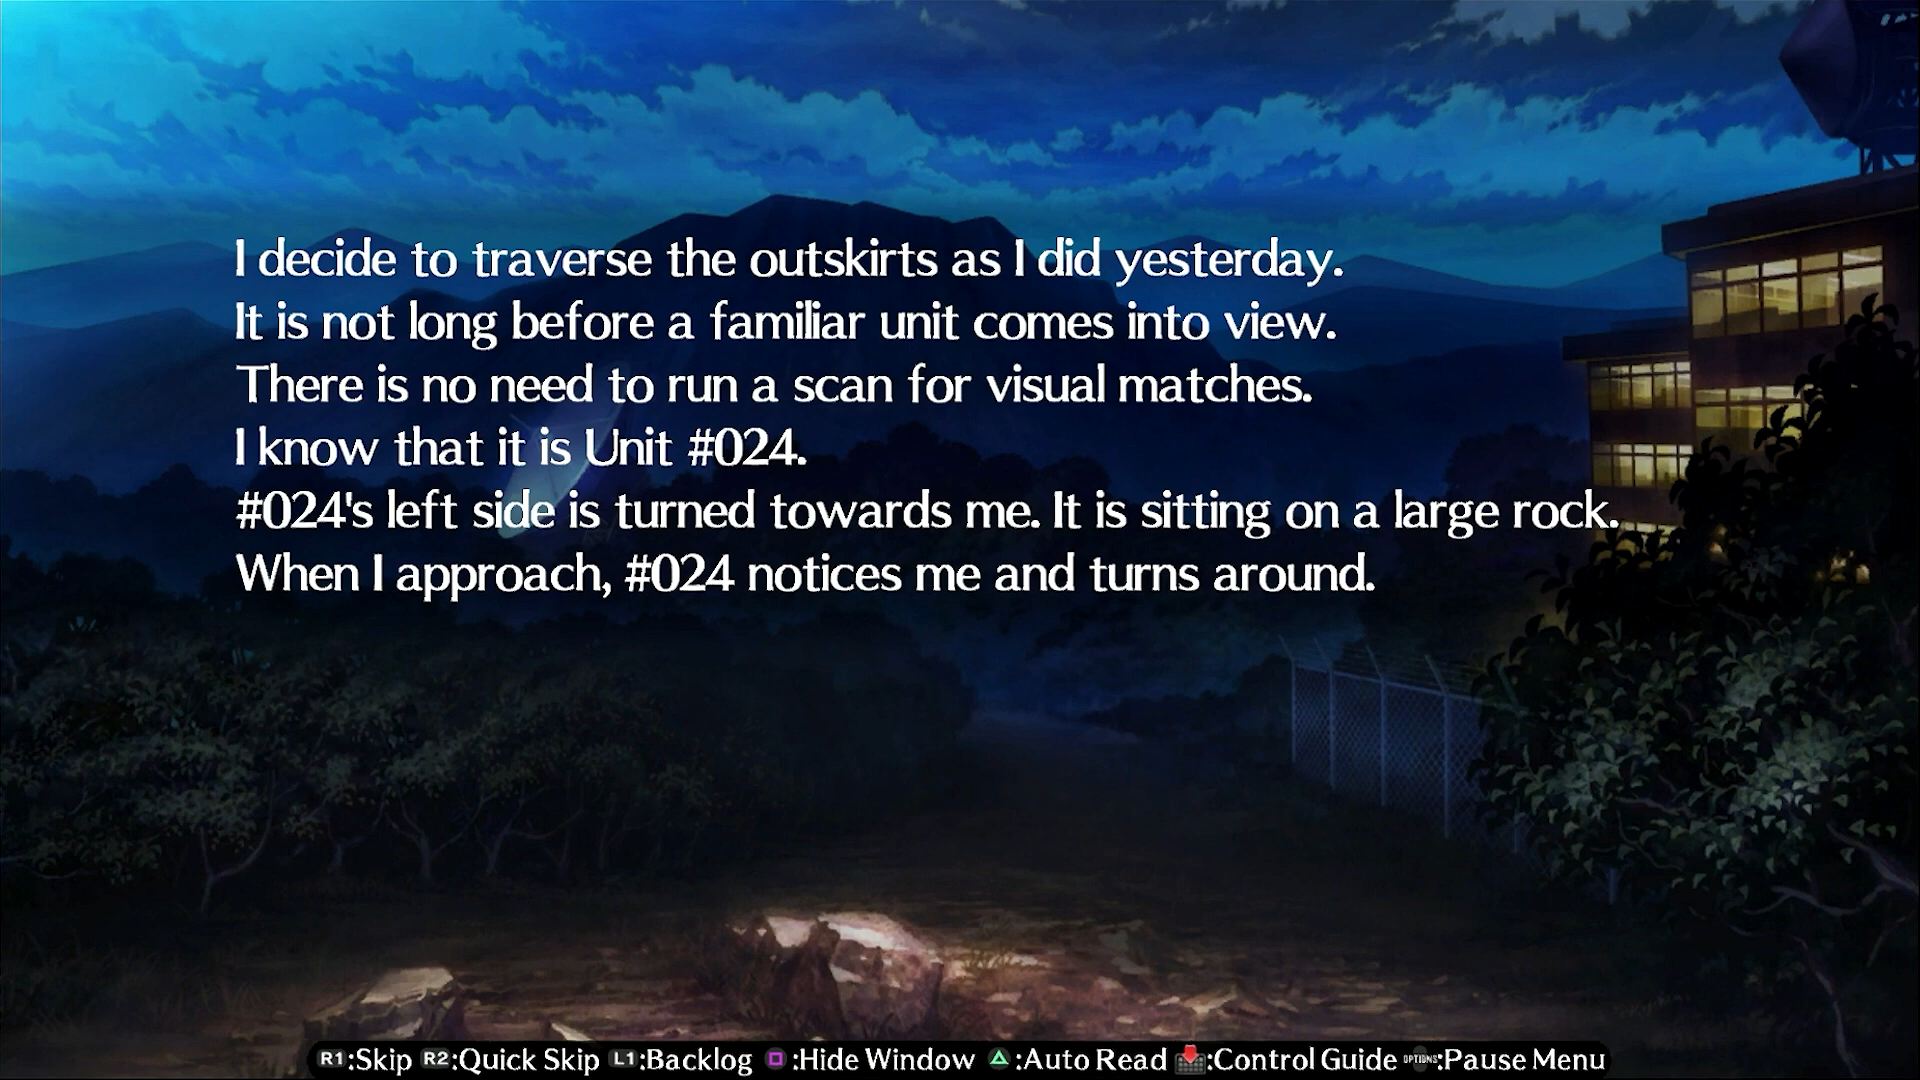 I decide to traverse the outskirts as I did yesterday.
It is not long before a familiar unit comes into view.
There is no need to run a scan for visual matches.
I know that it is Unit #024.
#024's left side is turned towards me. It is sitting on a large rock.
When I approach, #024 notices me and turns around.
R1:Skip R2:Quick Skip L1:Backlog :Hide Window :Auto Read :Control Guide OPTIONS:Pause Menu